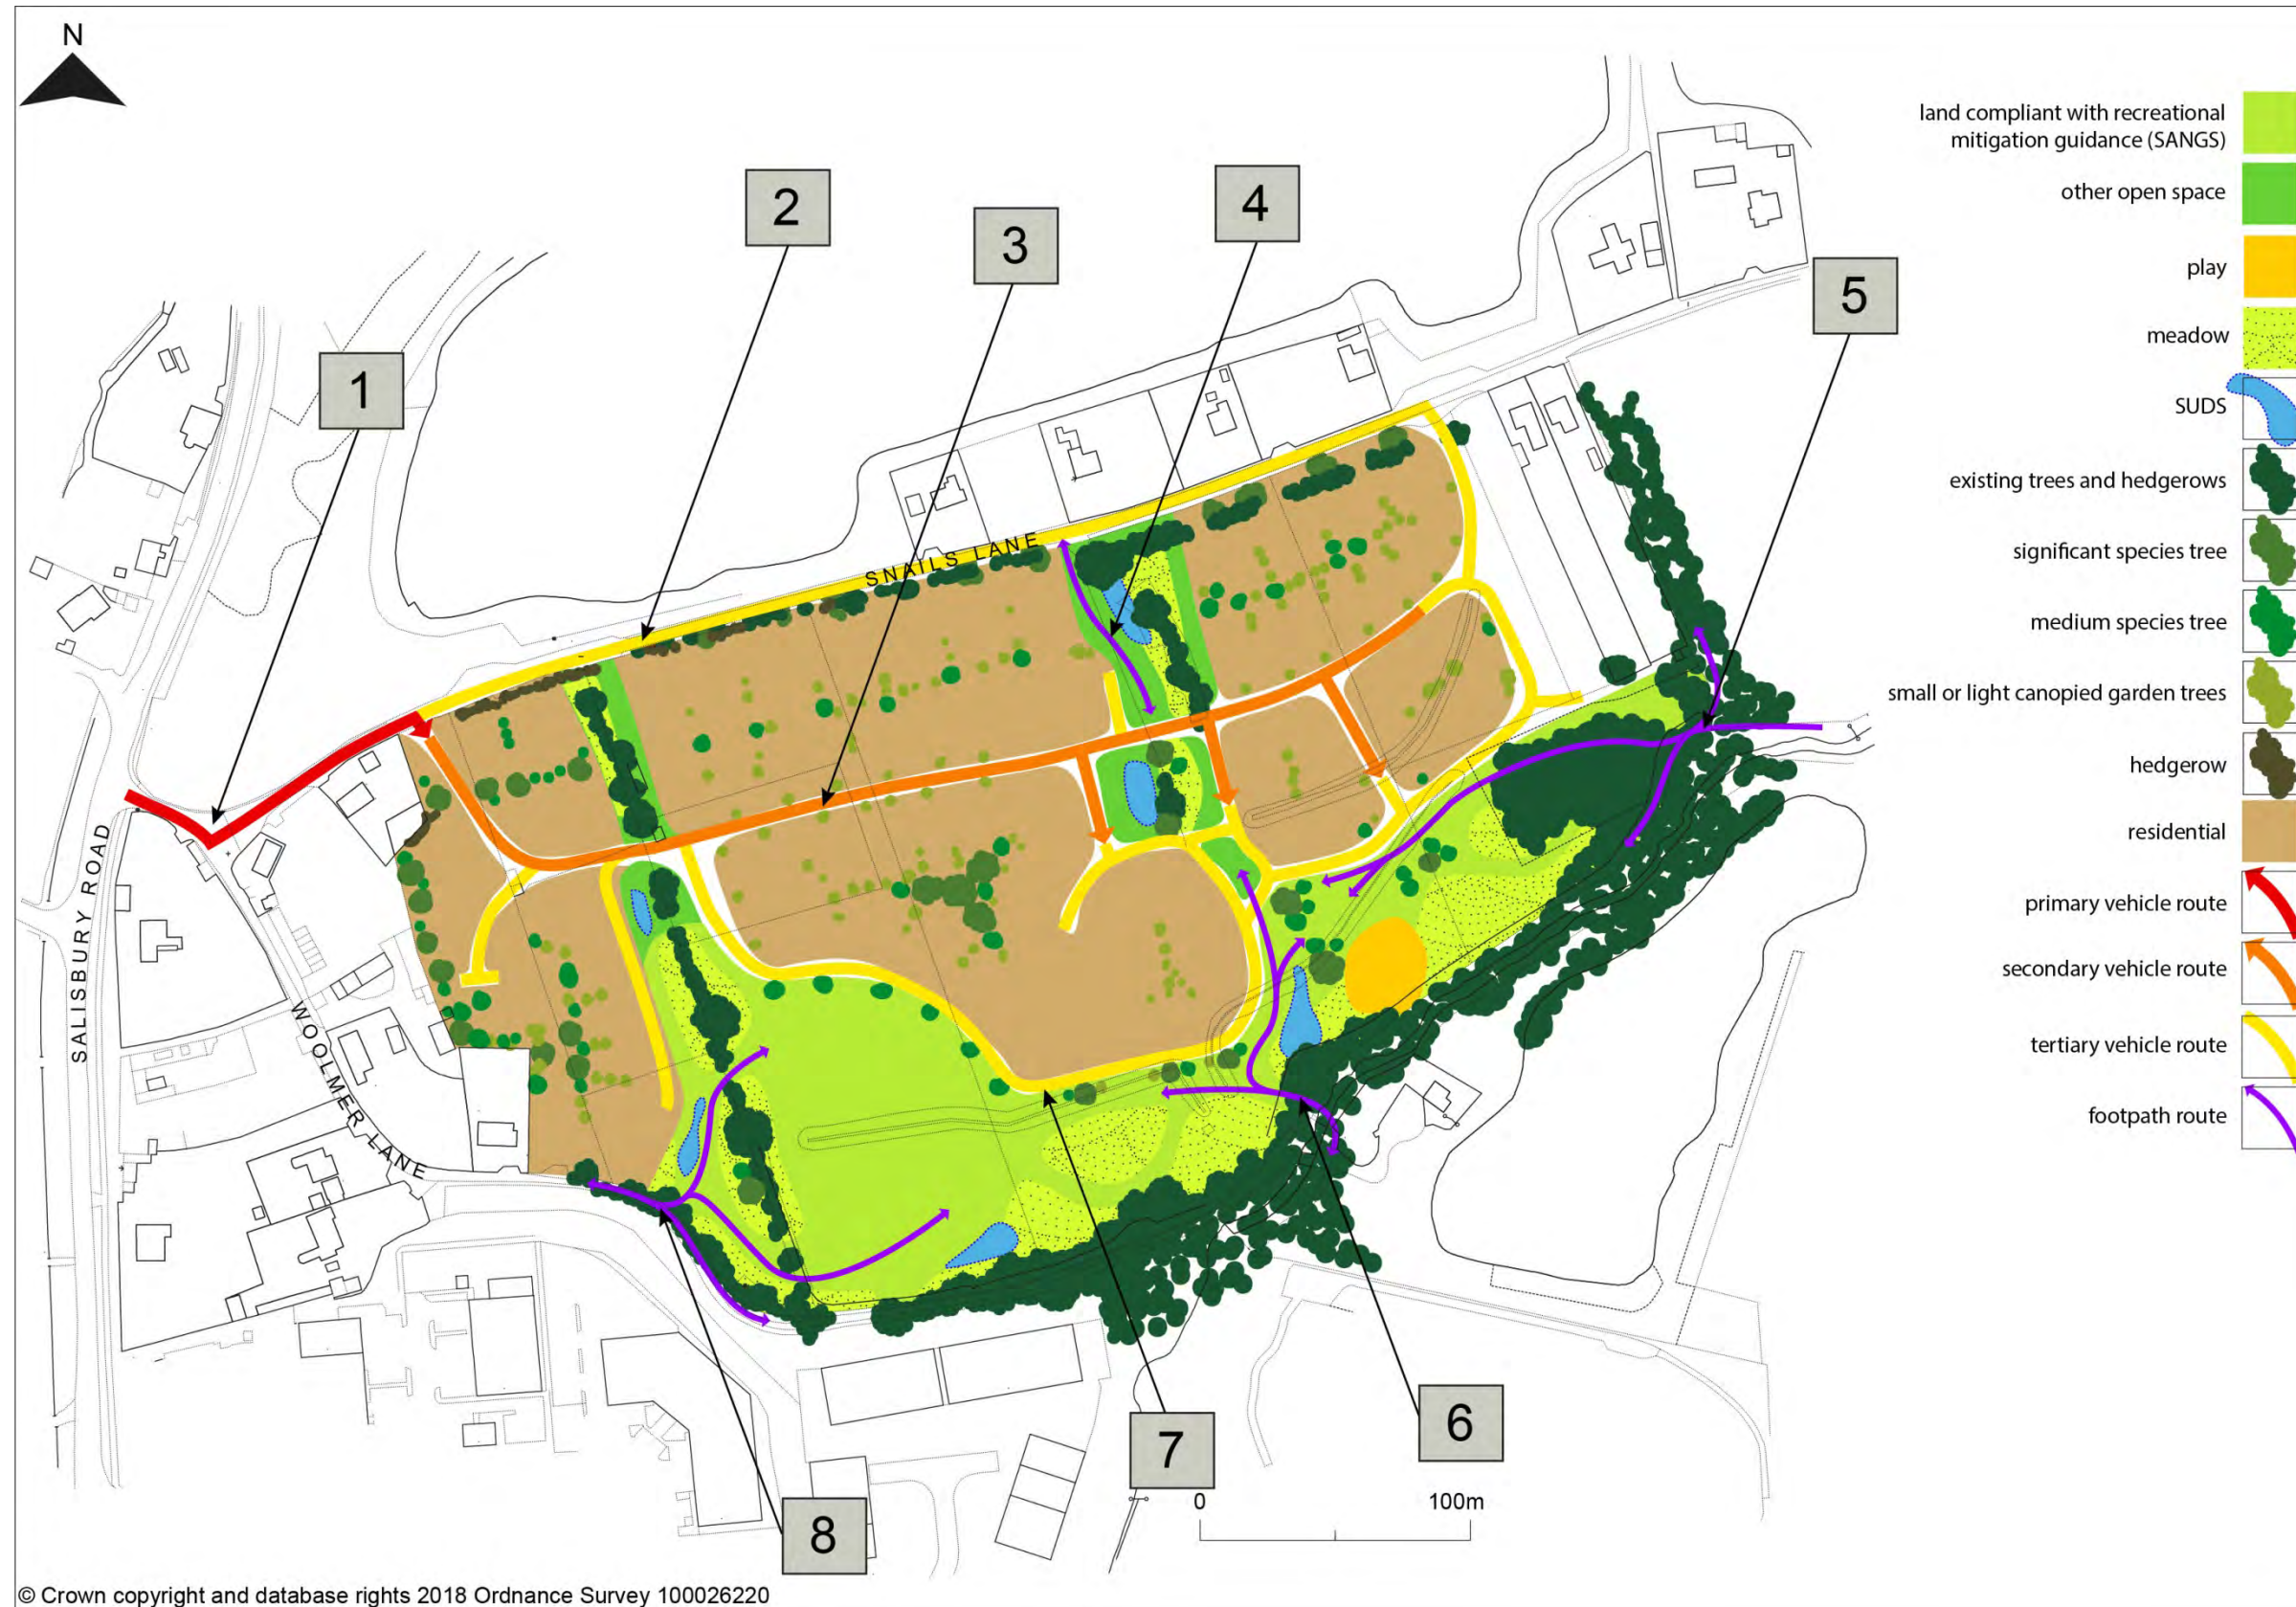 N
1
2
3
4
5
6
7
8
SNAILS LANE
SALISBURY ROAD
WOOLMER LANE
land compliant with recreational
mitigation guidance (SANGS)
other open space
play
meadow
SUDS
existing trees and hedgerows
significant species tree
medium species tree
small or light canopied garden trees
hedgerow
residential
primary vehicle route
secondary vehicle route
tertiary vehicle route
footpath route
0 100m
© Crown copyright and database rights 2018 Ordnance Survey 100026220